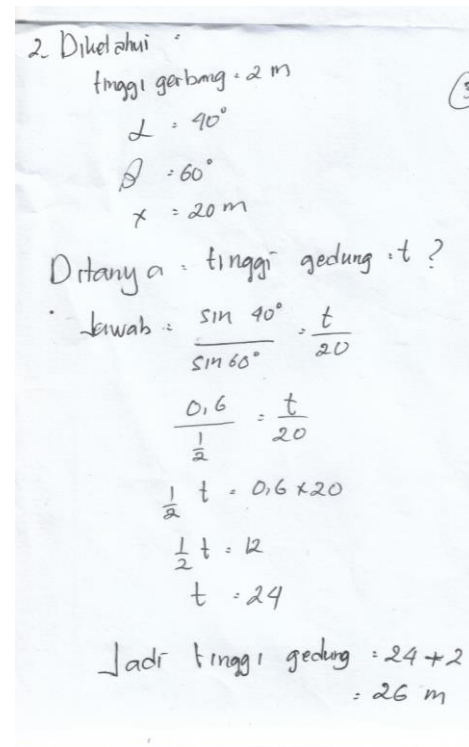 2. Diketahui :
tinggi gerbang = 2 m
α = 40°
β = 60°
x = 20 m
3
Ditanya = tinggi gedung = t ?
Jawab = sin 40° / sin 60° = t / 20
0,6 / 1/2 = t / 20
1/2 t = 0,6 × 20
1/2 t = 12
t = 24
Jadi tinggi gedung = 24 + 2
= 26 m